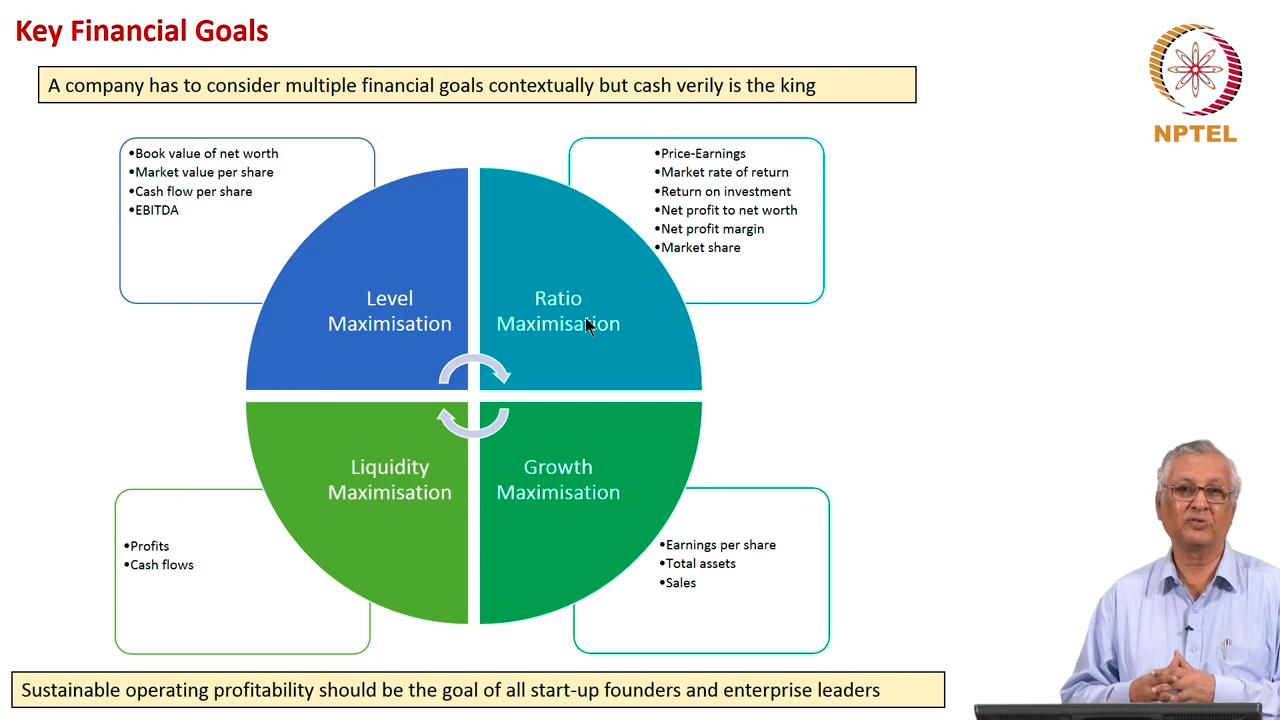 Key Financial Goals
A company has to consider multiple financial goals contextually but cash verily is the king
NPTEL
•Book value of net worth
•Market value per share
•Cash flow per share
•EBITDA
•Price-Earnings
•Market rate of return
•Return on investment
•Net profit to net worth
•Net profit margin
•Market share
Level
Maximisation
Ratio
Maximisation
Liquidity
Maximisation
Growth
Maximisation
•Profits
•Cash flows
•Earnings per share
•Total assets
•Sales
Sustainable operating profitability should be the goal of all start-up founders and enterprise leaders